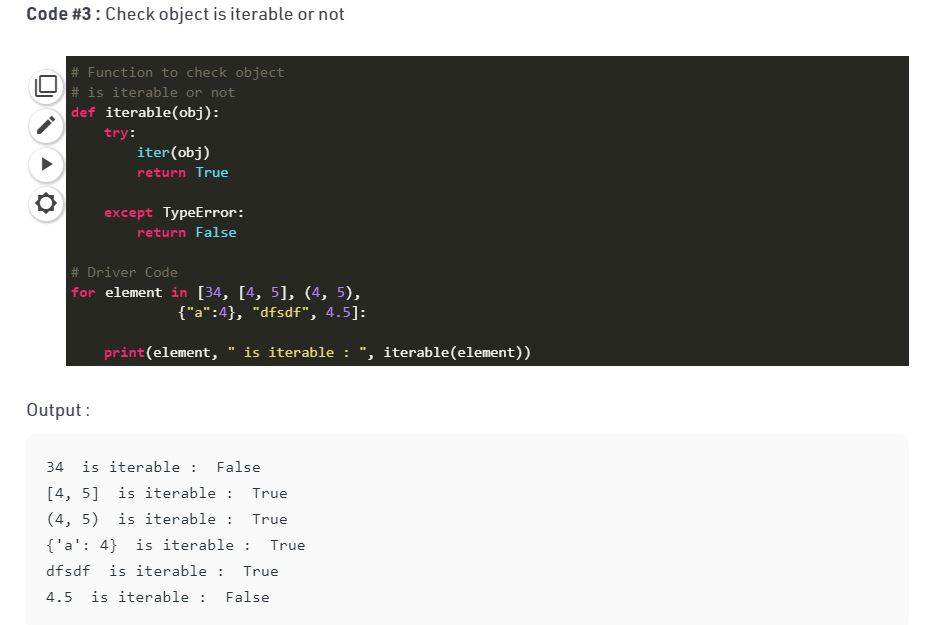 Code #3 : Check object is iterable or not
# Function to check object
# is iterable or not
def iterable(obj):
    try:
        iter(obj)
        return True

    except TypeError:
        return False

# Driver Code
for element in [34, [4, 5], (4, 5),
             {"a":4}, "dfsdf", 4.5]:

    print(element, " is iterable : ", iterable(element))
Output :
34  is iterable :  False
[4, 5]  is iterable :  True
(4, 5)  is iterable :  True
{'a': 4}  is iterable :  True
dfsdf  is iterable :  True
4.5  is iterable :  False